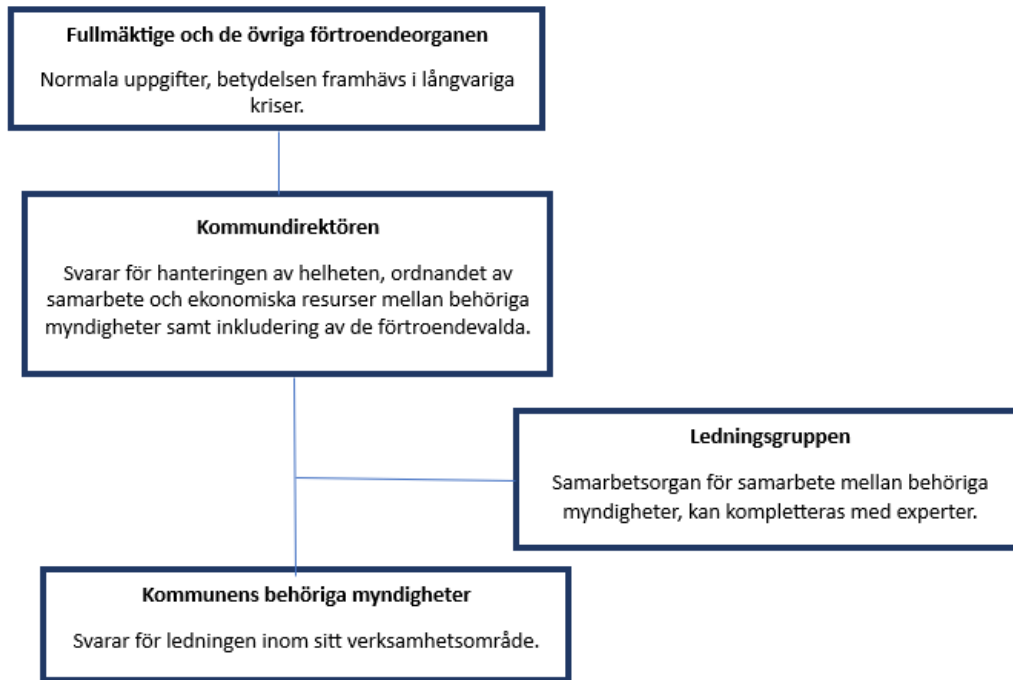 Fullmäktige och de övriga förtroendeorganen
Normala uppgifter, betydelsen framhävs i långvariga
kriser.
Kommundirektören
Svarar för hanteringen av helheten, ordnandet av
samarbete och ekonomiska resurser mellan behöriga
myndigheter samt inkludering av de förtroendevalda.
Ledningsgruppen
Samarbetsorgan för samarbete mellan behöriga
myndigheter, kan kompletteras med experter.
Kommunens behöriga myndigheter
Svarar för ledningen inom sitt verksamhetsområde.